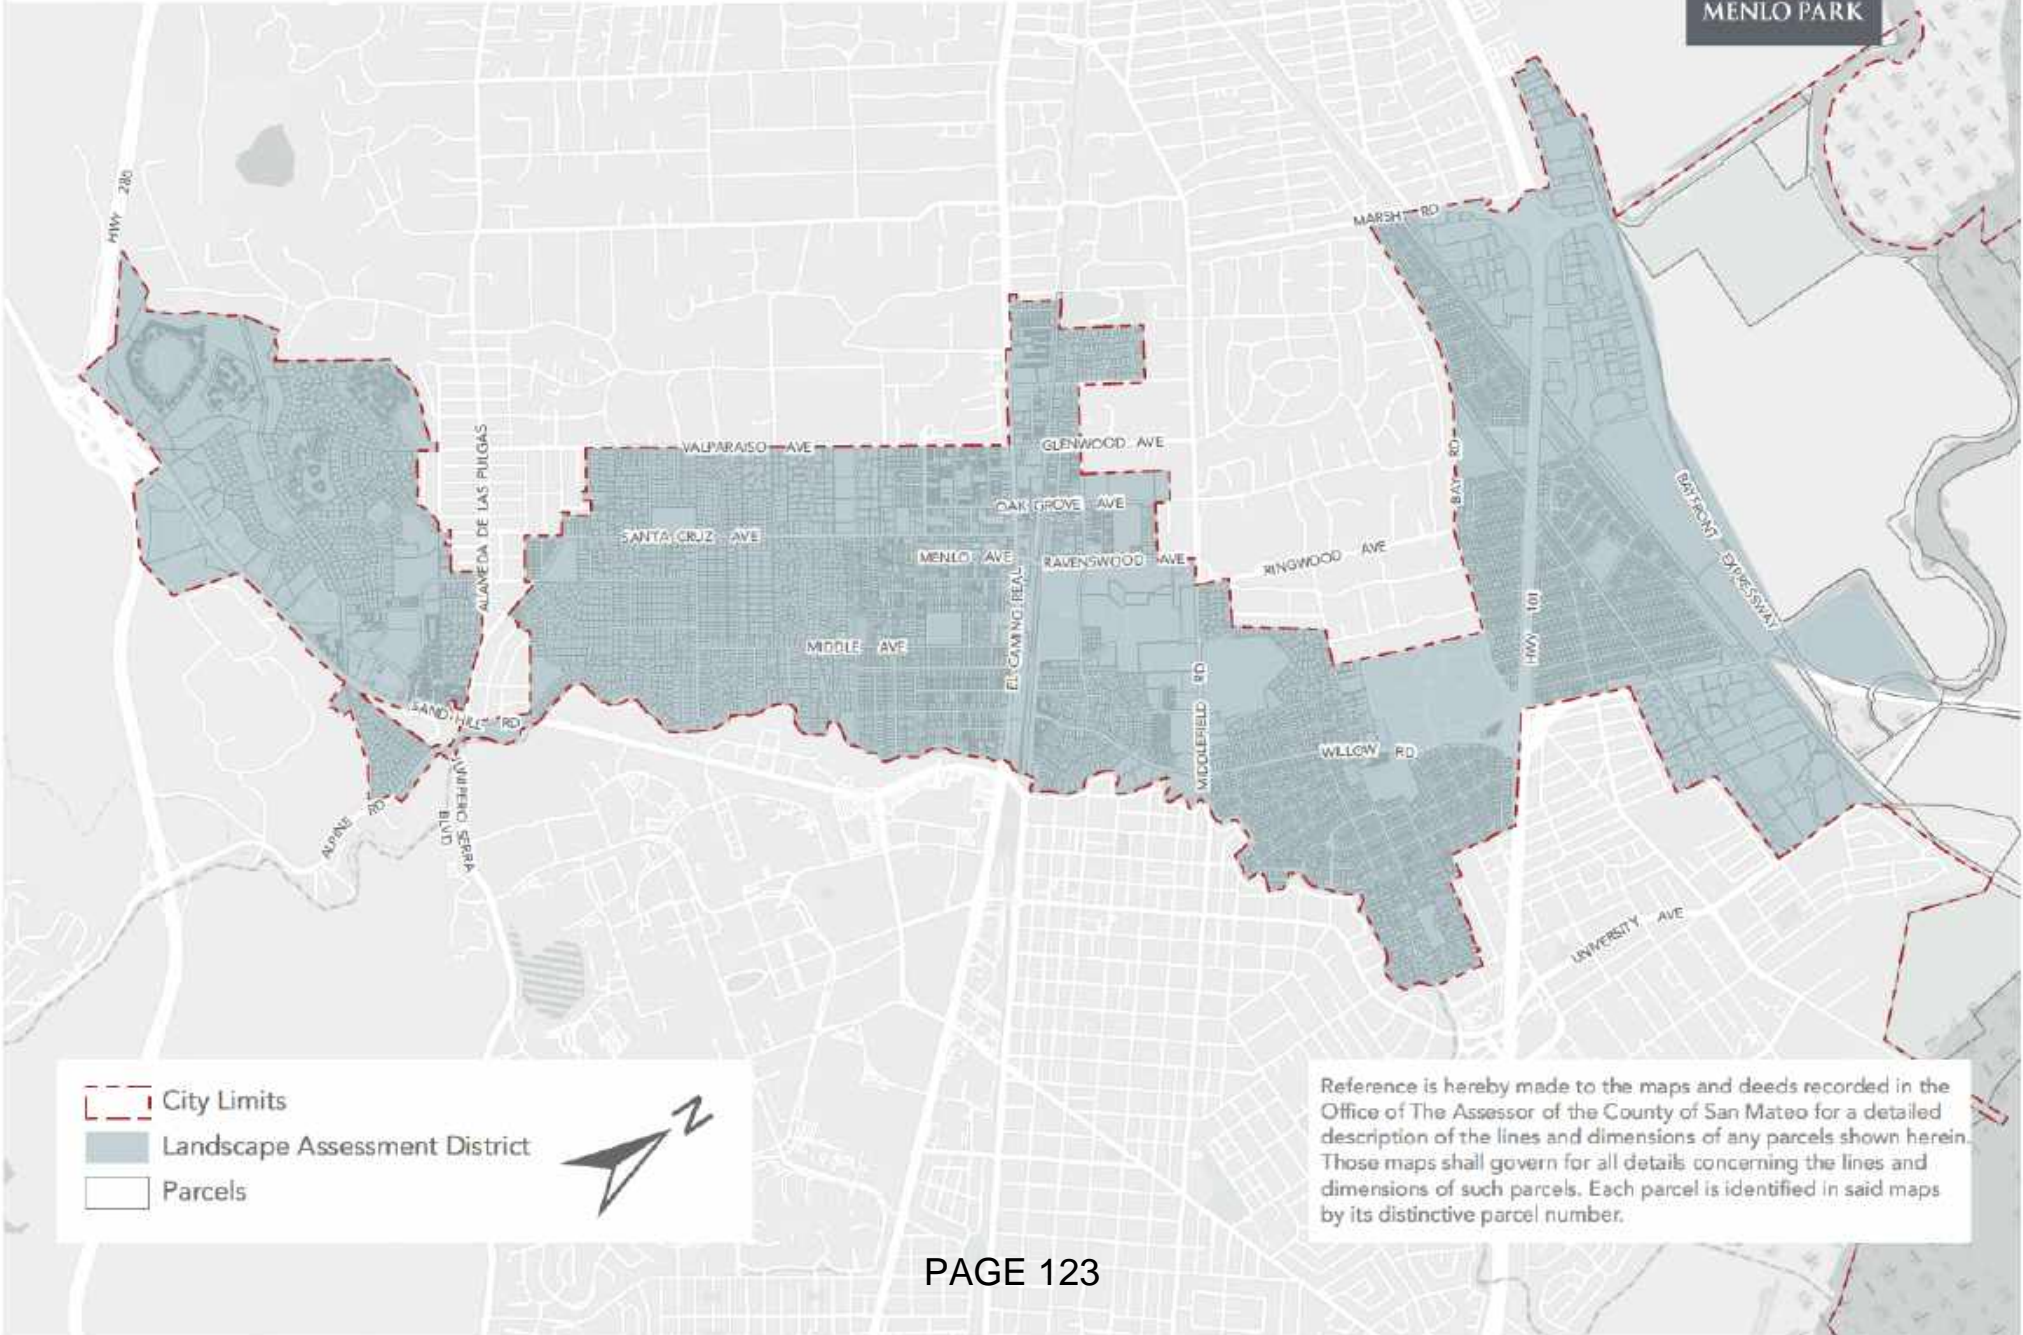 MENLO PARK
HWY 280
MARSH RD
ALAMEDA DE LAS PULGAS
VALPARAISO AVE
GLENWOOD AVE
BAY RD
BAYFRONT EXPRESSWAY
OAK GROVE AVE
SANTA CRUZ AVE
MENLO AVE
RAVENSWOOD AVE
RINGWOOD AVE
HWY 101
EL CAMINO REAL
MIDDLE AVE
MIDDLEFIELD RD
SAND HILL RD
WILLOW RD
ALPINE RD
JUNIPERO SERRA
BLVD
UNIVERSITY AVE
City Limits
Landscape Assessment District
Parcels
N
Reference is hereby made to the maps and deeds recorded in the
Office of The Assessor of the County of San Mateo for a detailed
description of the lines and dimensions of any parcels shown herein.
Those maps shall govern for all details concerning the lines and
dimensions of such parcels. Each parcel is identified in said maps
by its distinctive parcel number.
PAGE 123